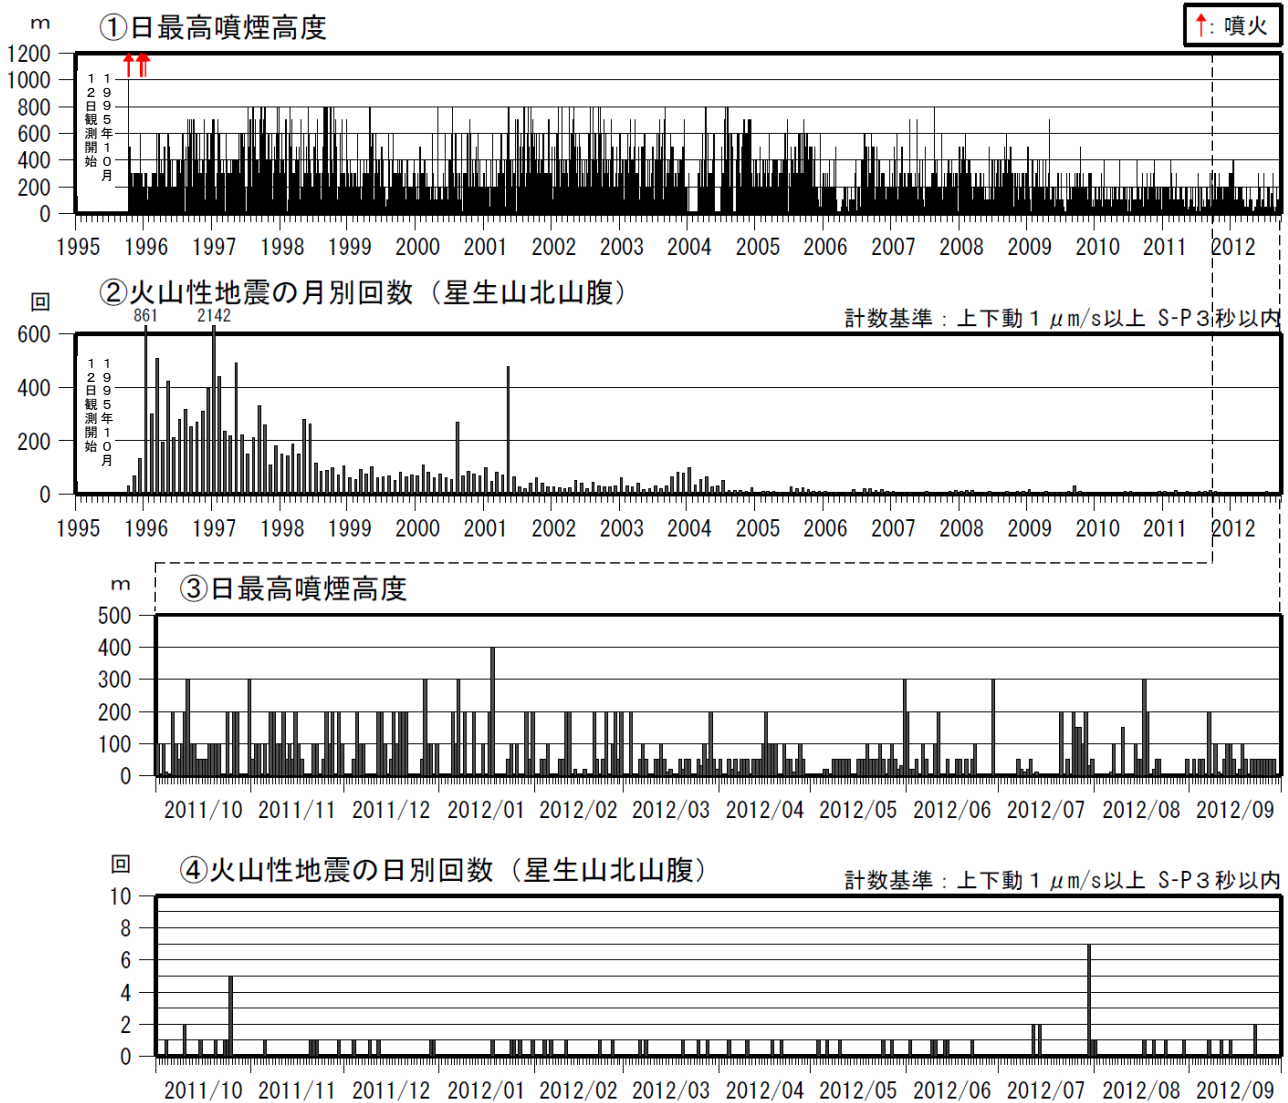 m ①日最高噴煙高度
↑: 噴火
1200
1000
800
600
400
200
0
1995年10月
12日観測開始
1995 1996 1997 1998 1999 2000 2001 2002 2003 2004 2005 2006 2007 2008 2009 2010 2011 2012
回 ②火山性地震の月別回数（星生山北山腹）
861 2142
計数基準：上下動１μm/s以上 S-P３秒以内
600
400
200
0
1995年10月
12日観測開始
1995 1996 1997 1998 1999 2000 2001 2002 2003 2004 2005 2006 2007 2008 2009 2010 2011 2012
m ③日最高噴煙高度
500
400
300
200
100
0
2011/10 2011/11 2011/12 2012/01 2012/02 2012/03 2012/04 2012/05 2012/06 2012/07 2012/08 2012/09
回 ④火山性地震の日別回数（星生山北山腹）
計数基準：上下動１μm/s以上 S-P３秒以内
10
8
6
4
2
0
2011/10 2011/11 2011/12 2012/01 2012/02 2012/03 2012/04 2012/05 2012/06 2012/07 2012/08 2012/09